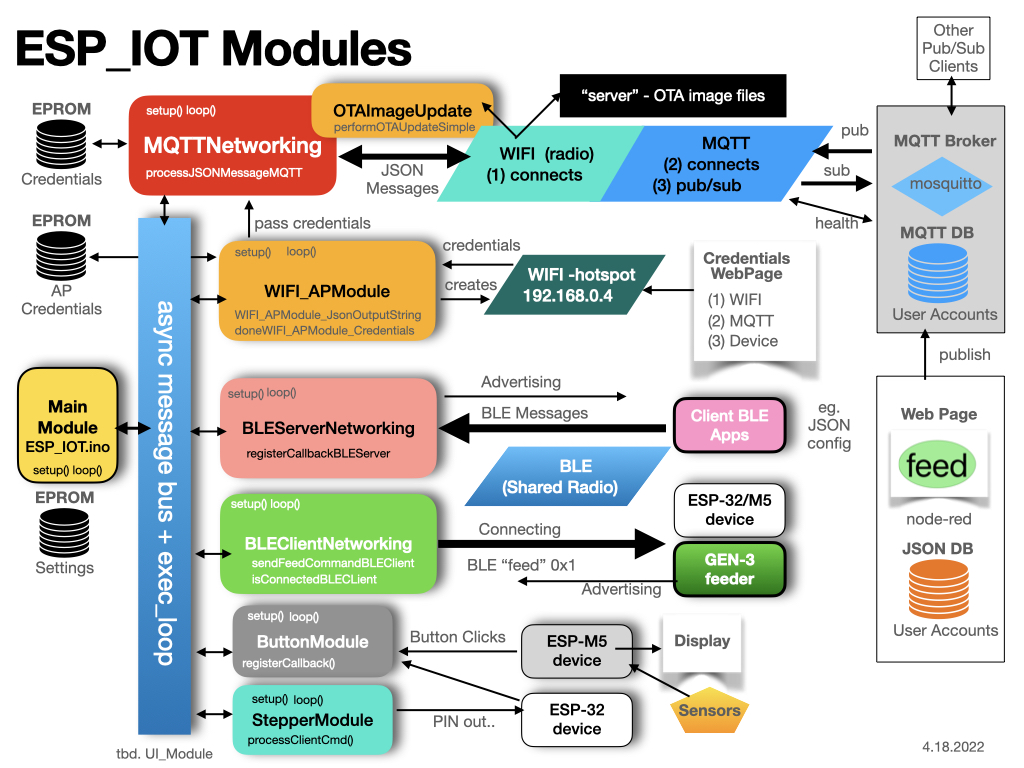 ESP_IOT Modules
Other
Pub/Sub
Clients
EPROM
Credentials
setup() loop()
MQTTNetworking
processJSONMessageMQTT
OTAImageUpdate
performOTAUpdateSimple
“server” - OTA image files
JSON
Messages
WIFI (radio)
(1) connects
MQTT
(2) connects
(3) pub/sub
pub
sub
health
MQTT Broker
mosquitto
MQTT DB
User Accounts
EPROM
AP
Credentials
pass credentials
setup() loop()
WIFI_APModule
WIFI_APModule_JsonOutputString
doneWIFI_APModule_Credentials
credentials
creates
WIFI -hotspot
192.168.0.4
Credentials
WebPage
(1) WIFI
(2) MQTT
(3) Device
publish
async message bus + exec_loop
Main
Module
ESP_IOT.ino
setup() loop()
EPROM
Settings
setup() loop()
BLEServerNetworking
registerCallbackBLEServer
Advertising
BLE Messages
Client BLE
Apps
eg.
JSON
config
BLE
(Shared Radio)
Web Page
feed
node-red
JSON DB
User Accounts
setup() loop()
BLEClientNetworking
sendFeedCommandBLEClient
isConnectedBLECLient
Connecting
BLE “feed” 0x1
Advertising
ESP-32/M5
device
GEN-3
feeder
setup() loop()
ButtonModule
registerCallback()
Button Clicks
ESP-M5
device
Display
Sensors
setup() loop()
StepperModule
processClientCmd()
PIN out..
ESP-32
device
tbd. UI_Module
4.18.2022